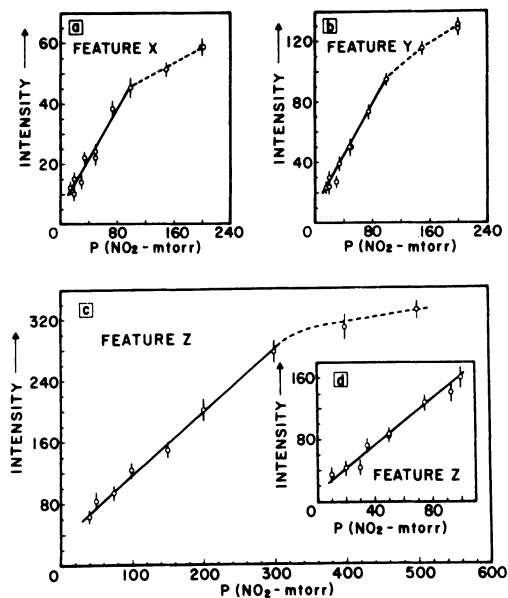 a
FEATURE X
INTENSITY
60
40
20
0 80 160 240
P (NO2 - mtorr)
b
FEATURE Y
INTENSITY
120
80
40
0 80 160 240
P (NO2 - mtorr)
c
FEATURE Z
INTENSITY
320
240
160
80
0 100 200 300 400 500 600
P (NO2 - mtorr)
d
FEATURE Z
INTENSITY
160
80
0 40 80
P (NO2 - mtorr)